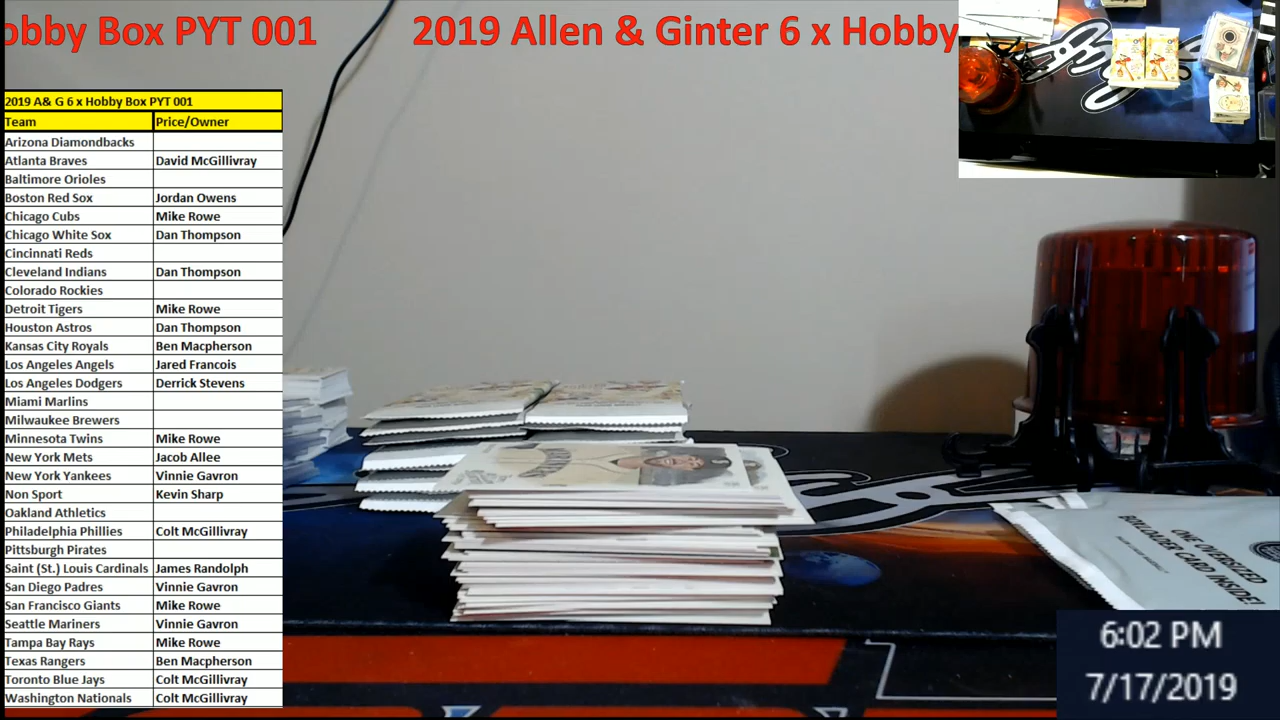 obby Box PYT 001 2019 Allen & Ginter 6 x Hobby
2019 A& G 6 x Hobby Box PYT 001
Team Price/Owner
Arizona Diamondbacks
Atlanta Braves David McGillivray
Baltimore Orioles
Boston Red Sox Jordan Owens
Chicago Cubs Mike Rowe
Chicago White Sox Dan Thompson
Cincinnati Reds
Cleveland Indians Dan Thompson
Colorado Rockies
Detroit Tigers Mike Rowe
Houston Astros Dan Thompson
Kansas City Royals Ben Macpherson
Los Angeles Angels Jared Francois
Los Angeles Dodgers Derrick Stevens
Miami Marlins
Milwaukee Brewers
Minnesota Twins Mike Rowe
New York Mets Jacob Allee
New York Yankees Vinnie Gavron
Non Sport Kevin Sharp
Oakland Athletics
Philadelphia Phillies Colt McGillivray
Pittsburgh Pirates
Saint (St.) Louis Cardinals James Randolph
San Diego Padres Vinnie Gavron
San Francisco Giants Mike Rowe
Seattle Mariners Vinnie Gavron
Tampa Bay Rays Mike Rowe
Texas Rangers Ben Macpherson
Toronto Blue Jays Colt McGillivray
Washington Nationals Colt McGillivray
ONE OVERSIZED
BOXLOADER CARD INSIDE!
6:02 PM
7/17/2019